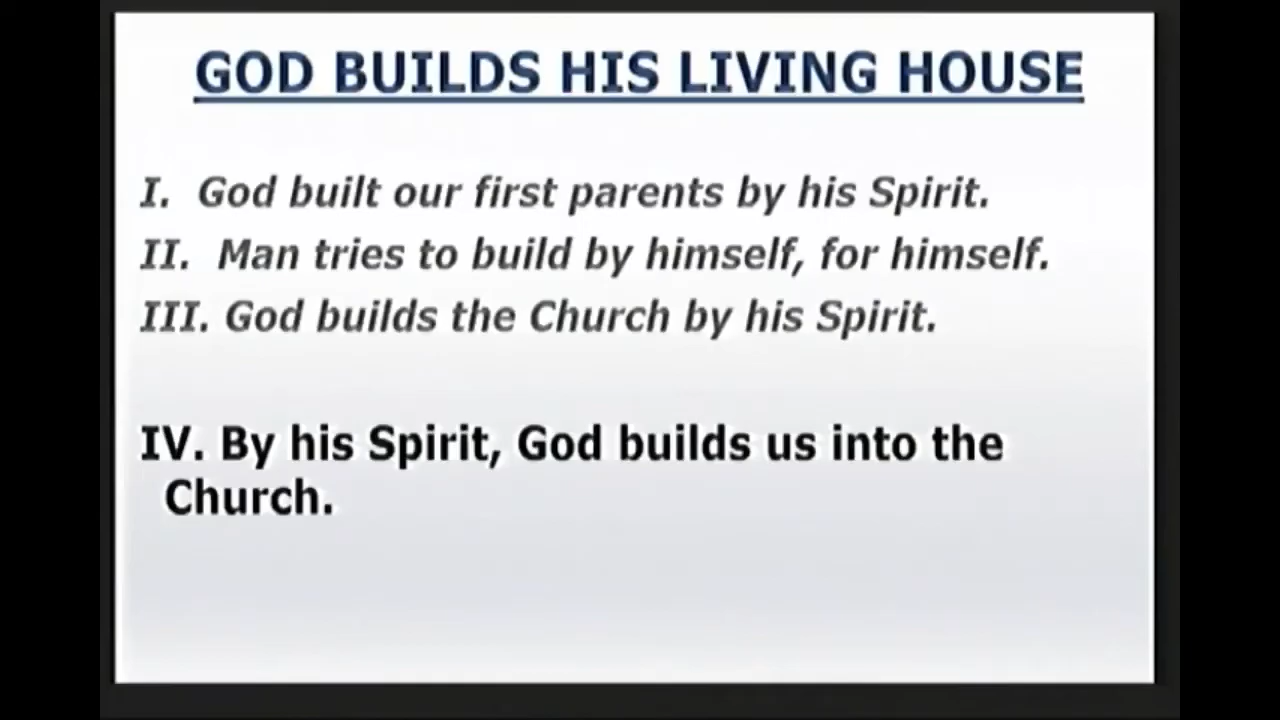 GOD BUILDS HIS LIVING HOUSE
I. God built our first parents by his Spirit.
II. Man tries to build by himself, for himself.
III. God builds the Church by his Spirit.
IV. By his Spirit, God builds us into the
Church.